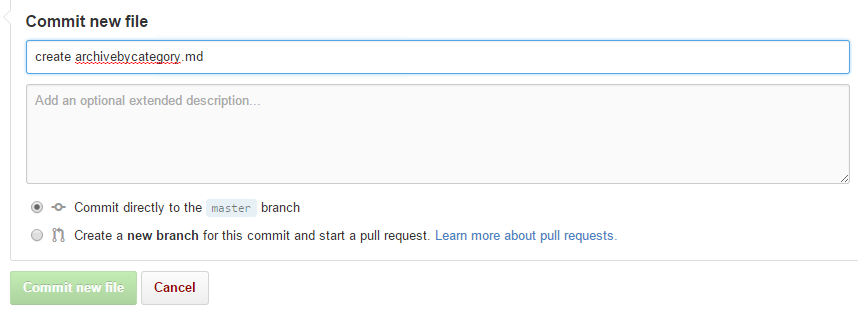 Commit new file
create archivebycategory.md
Add an optional extended description...
Commit directly to the master branch
Create a new branch for this commit and start a pull request. Learn more about pull requests.
Commit new file Cancel